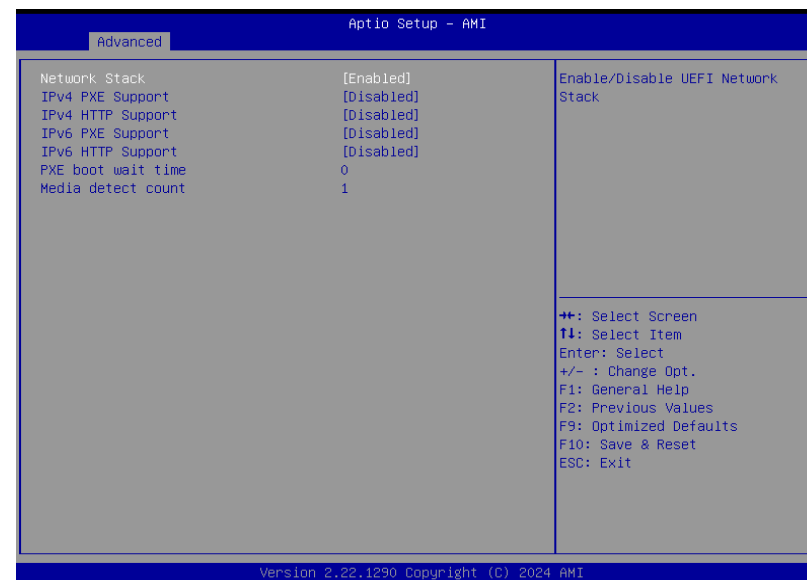 Aptio Setup – AMI
Advanced
Network Stack [Enabled]
IPv4 PXE Support [Disabled]
IPv4 HTTP Support [Disabled]
IPv6 PXE Support [Disabled]
IPv6 HTTP Support [Disabled]
PXE boot wait time 0
Media detect count 1
Enable/Disable UEFI Network
Stack
→←: Select Screen
↑↓: Select Item
Enter: Select
+/- : Change Opt.
F1: General Help
F2: Previous Values
F9: Optimized Defaults
F10: Save & Reset
ESC: Exit
Version 2.22.1290 Copyright (C) 2024 AMI